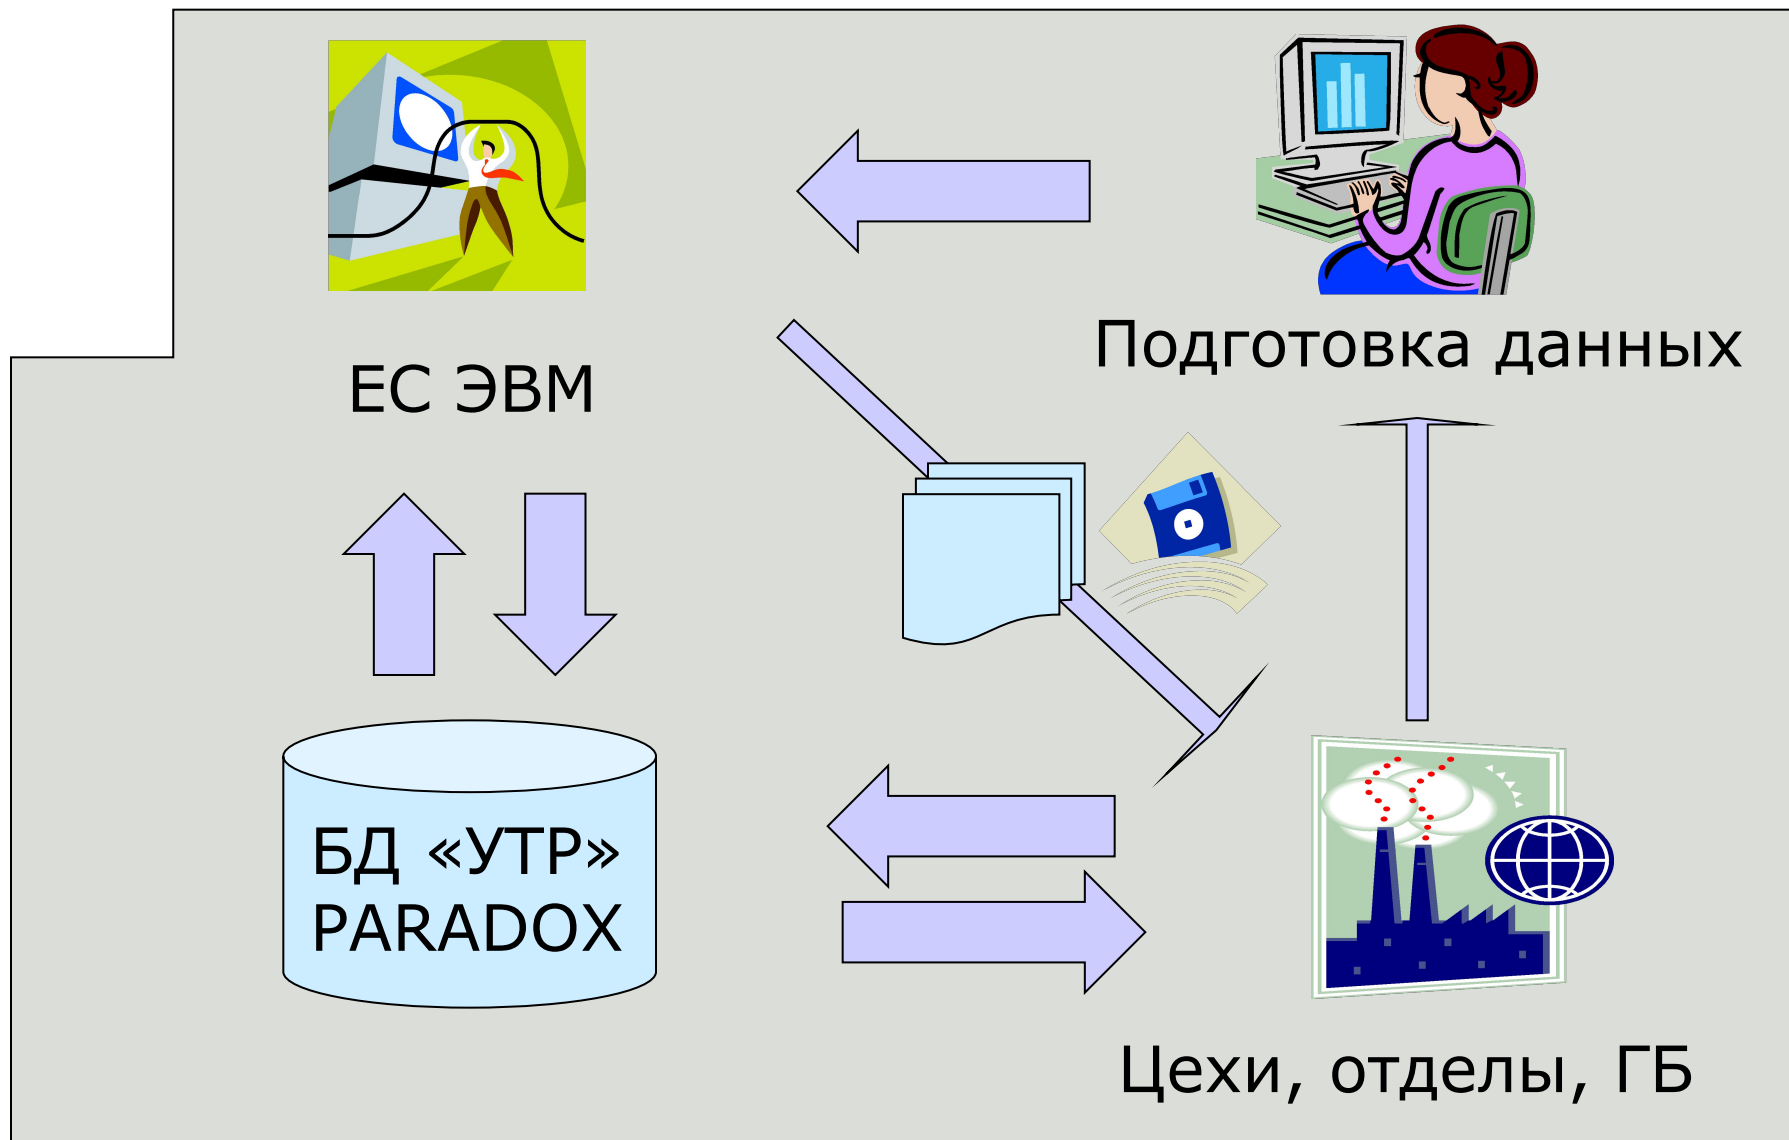 Подготовка данных
ЕС ЭВМ
БД «УТР»
PARADOX
Цехи, отделы, ГБ